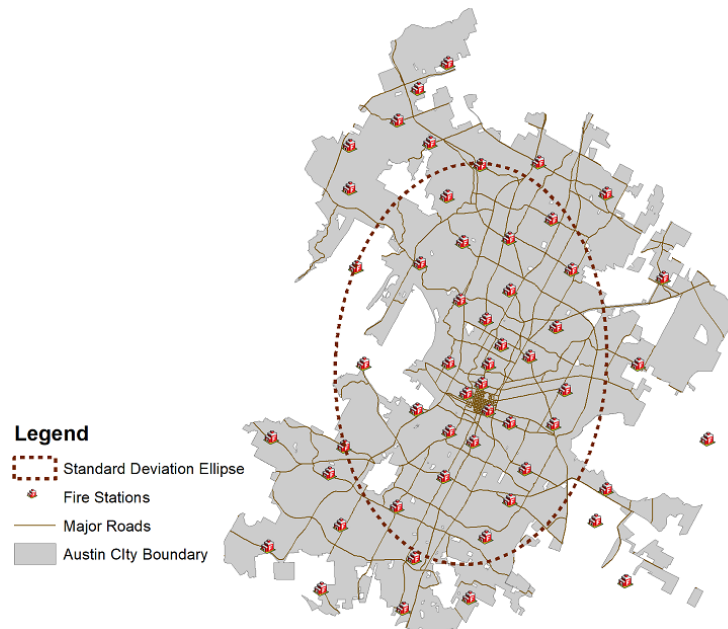 Legend
Standard Deviation Ellipse
Fire Stations
Major Roads
Austin CIty Boundary